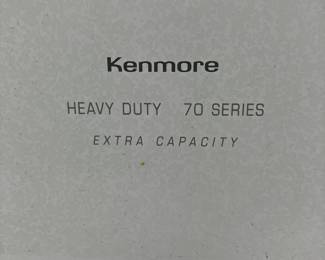 Kenmore
HEAVY DUTY 70 SERIES
EXTRA CAPACITY